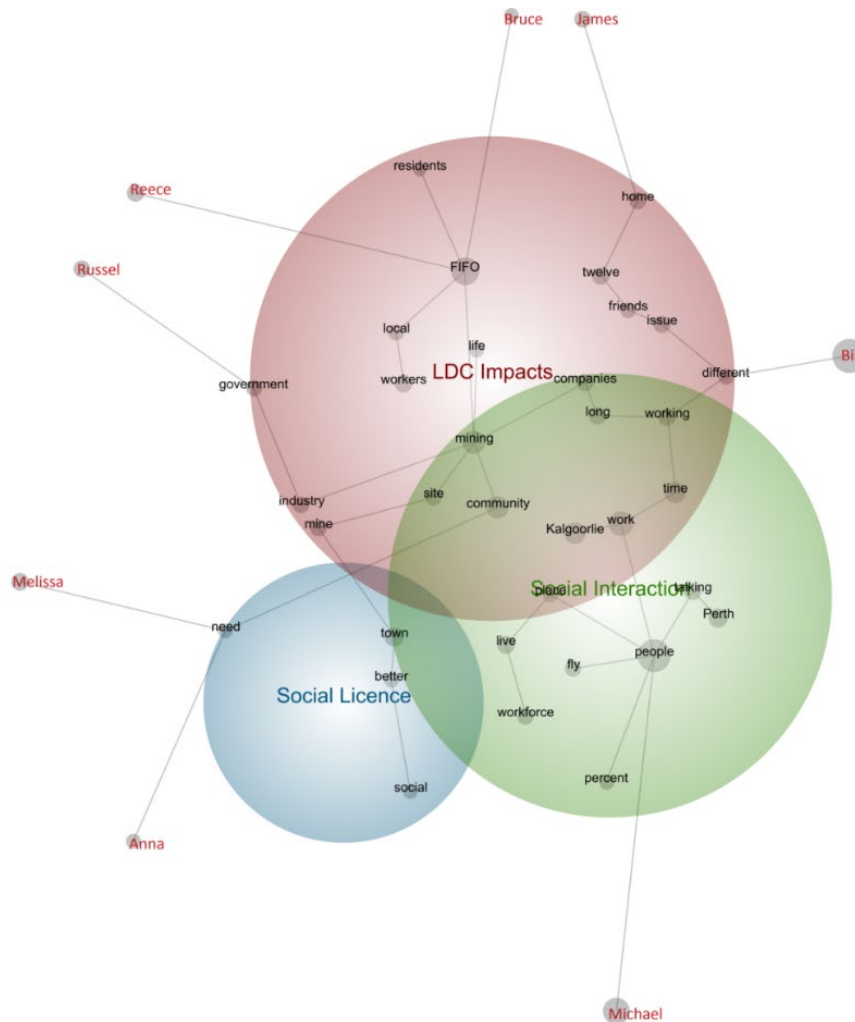 Bruce
James
residents
Reece
home
FIFO
twelve
Russel
friends
issue
local
life
Bi
LDC Impacts
companies
different
workers
government
long
working
mining
time
site
community
industry
mine
work
Kalgoorlie
Melissa
Social Interaction
talking
place
Perth
need
town
live
people
fly
better
Social Licence
workforce
percent
social
Anna
Michael